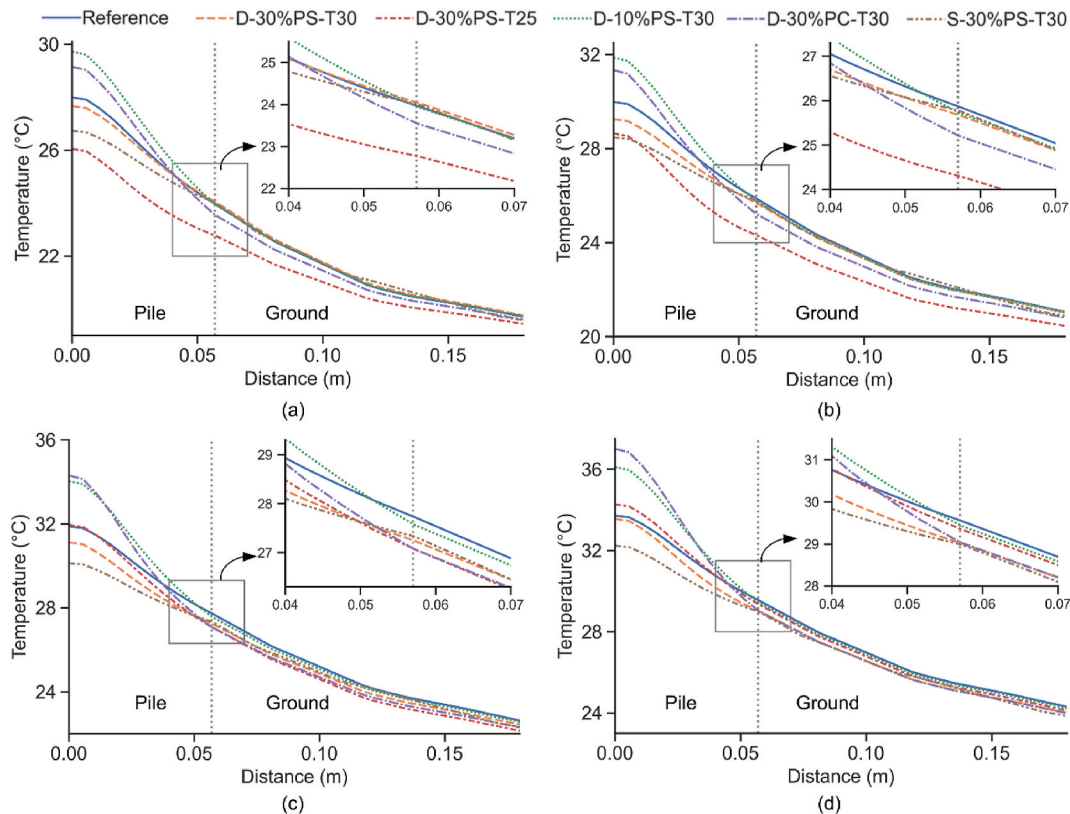 Reference D-30%PS-T30 D-30%PS-T25 D-10%PS-T30 D-30%PC-T30 S-30%PS-T30
30
26
22
Temperature (°C)
25
24
23
22
0.04 0.05 0.06 0.07
Pile Ground
0.00 0.05 0.10 0.15
Distance (m)
(a)
32
28
24
20
Temperature (°C)
27
26
25
24
0.04 0.05 0.06 0.07
Pile Ground
0.00 0.05 0.10 0.15
Distance (m)
(b)
36
32
28
24
Temperature (°C)
29
28
27
0.04 0.05 0.06 0.07
Pile Ground
0.00 0.05 0.10 0.15
Distance (m)
(c)
39
36
33
31
28
27
23
Temperature (°C)
31
30
29
28
0.04 0.05 0.06 0.07
Pile Ground
0.00 0.05 0.10 0.15
Distance (m)
(d)